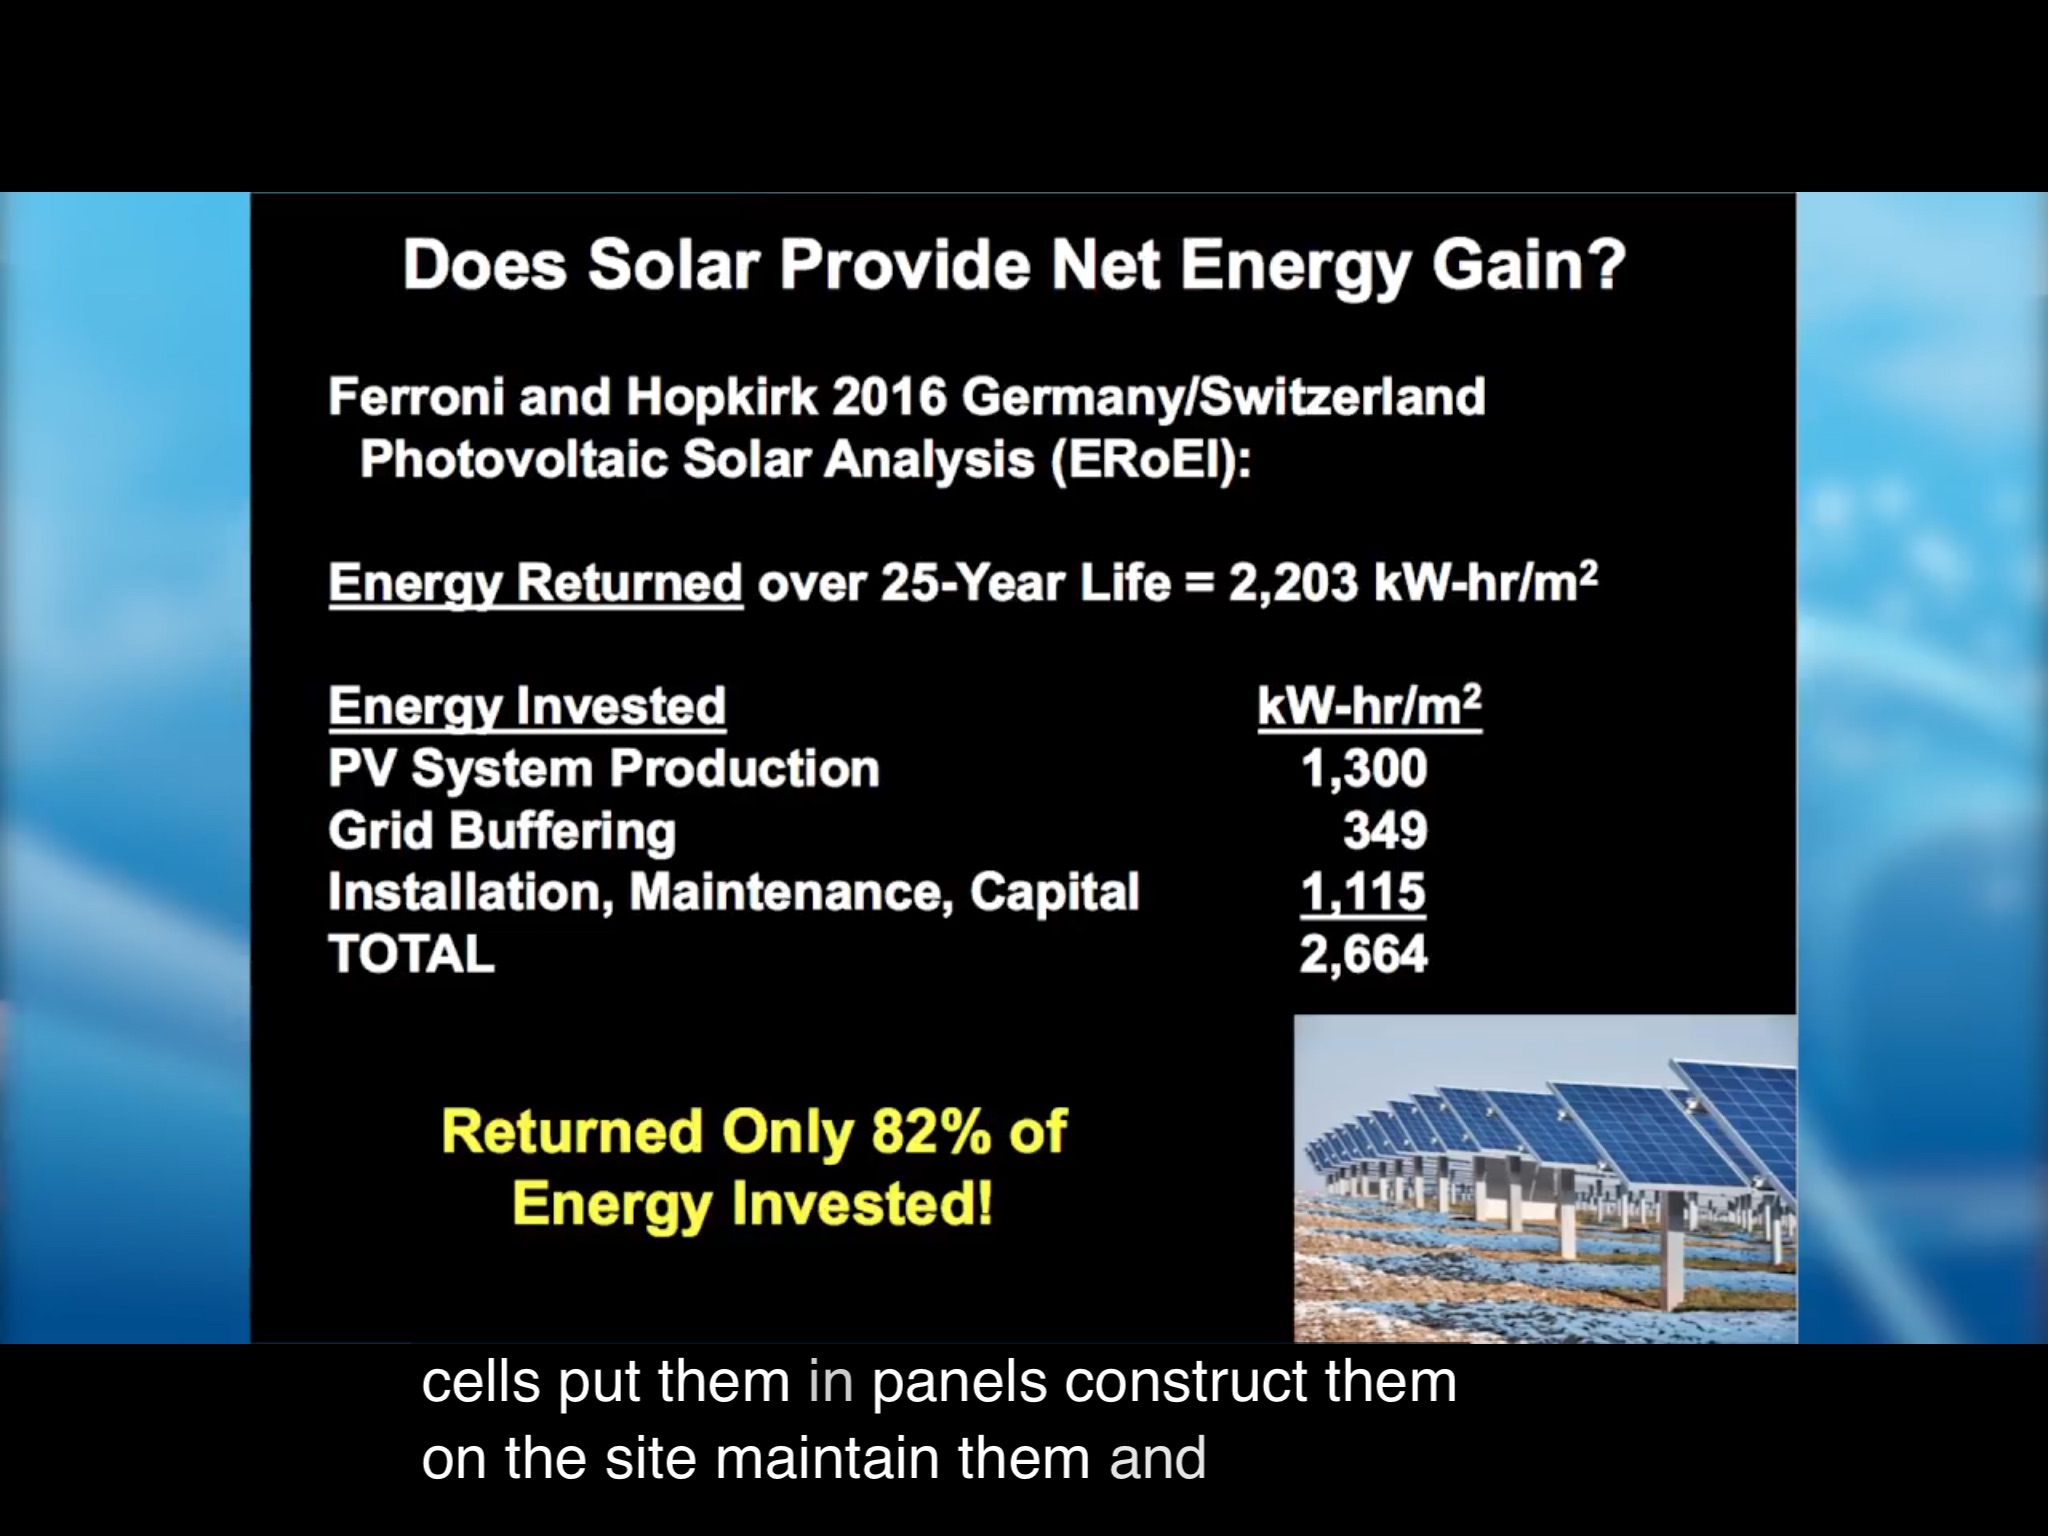 Does Solar Provide Net Energy Gain?
Ferroni and Hopkirk 2016 Germany/Switzerland
Photovoltaic Solar Analysis (ERoEI):
Energy Returned over 25-Year Life = 2,203 kW-hr/m²
Energy Invested kW-hr/m²
PV System Production 1,300
Grid Buffering 349
Installation, Maintenance, Capital 1,115
TOTAL 2,664
Returned Only 82% of
Energy Invested!
cells put them in panels construct them
on the site maintain them and